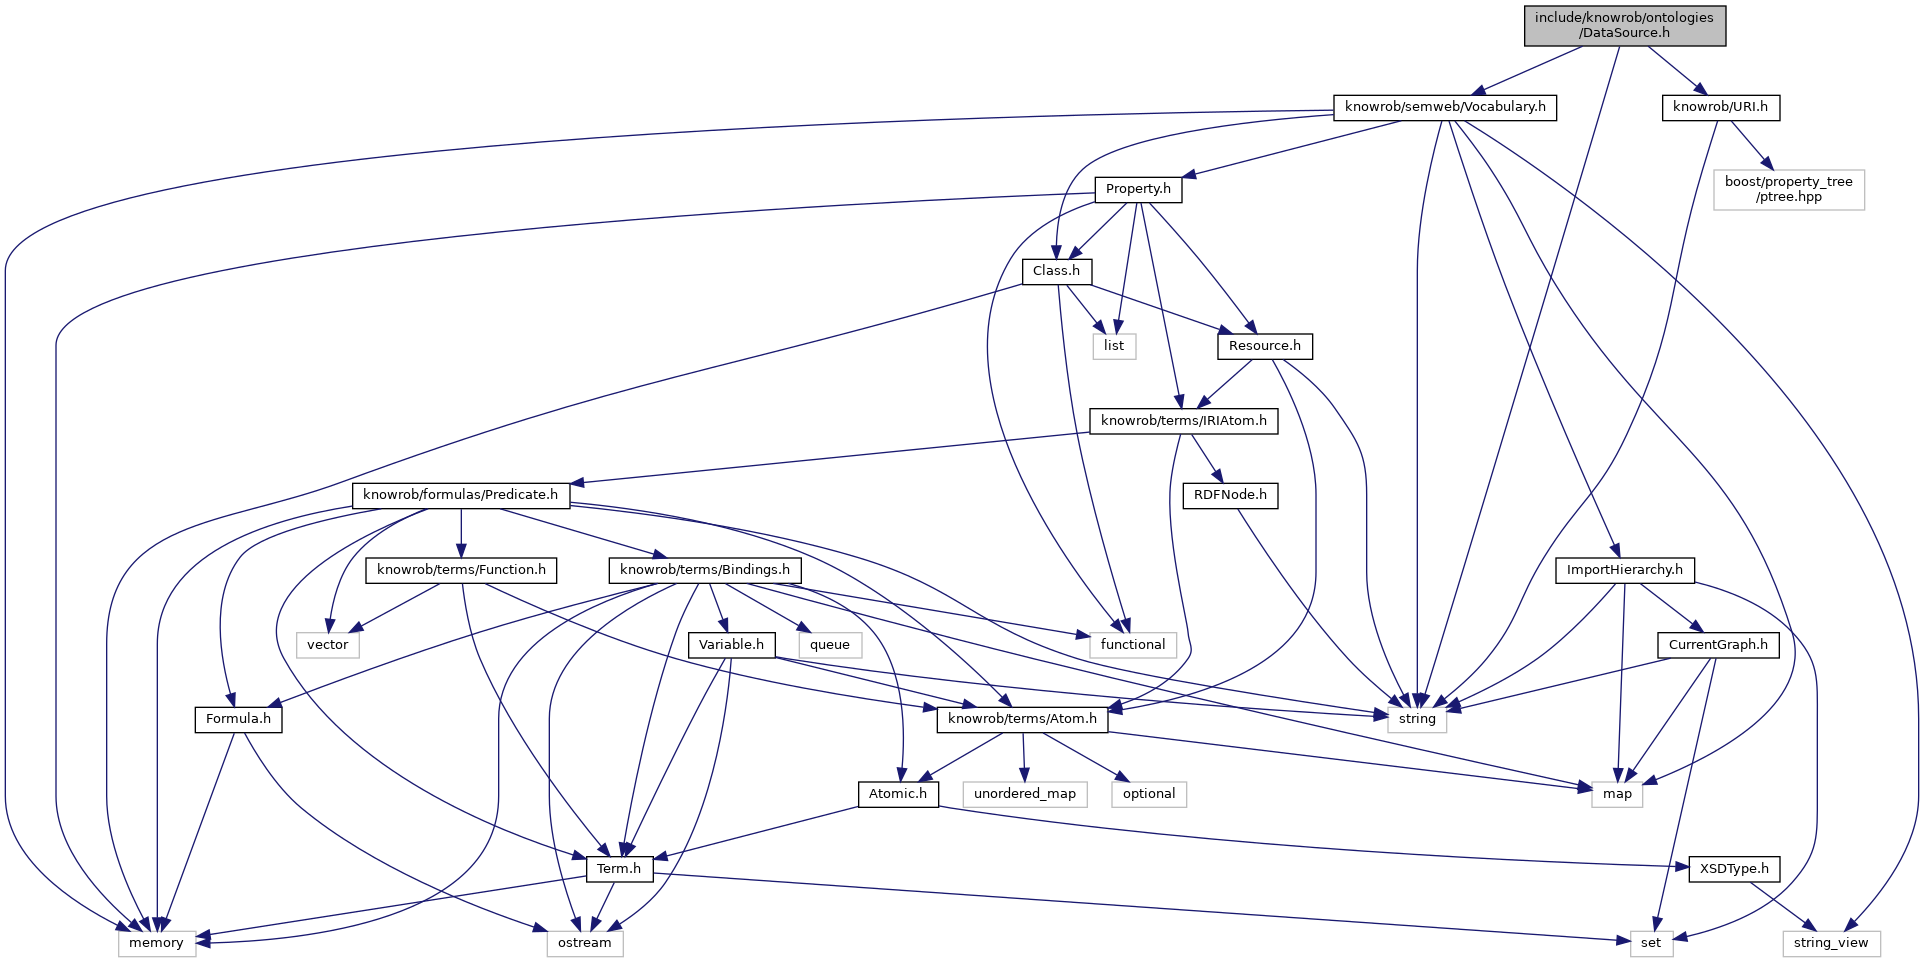 include/knowrob/ontologies
/DataSource.h
knowrob/semweb/Vocabulary.h
knowrob/URI.h
Property.h
boost/property_tree
/ptree.hpp
Class.h
list
Resource.h
knowrob/terms/IRIAtom.h
knowrob/formulas/Predicate.h
RDFNode.h
knowrob/terms/Function.h
knowrob/terms/Bindings.h
ImportHierarchy.h
vector
Variable.h
queue
functional
CurrentGraph.h
Formula.h
knowrob/terms/Atom.h
string
Atomic.h
unordered_map
optional
map
Term.h
XSDType.h
memory
ostream
set
string_view